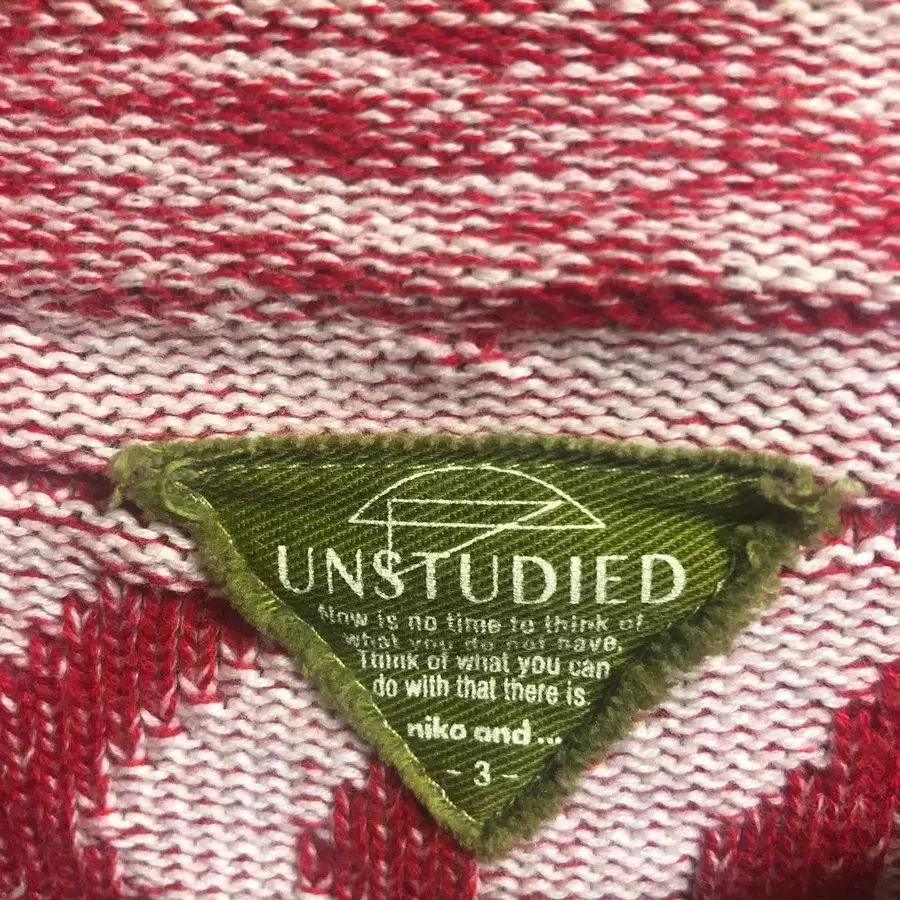 UNSTUDIED
Now is no time to think of
what you do not have.
Think of what you can
do with that there is.
niko and ...
- 3 -